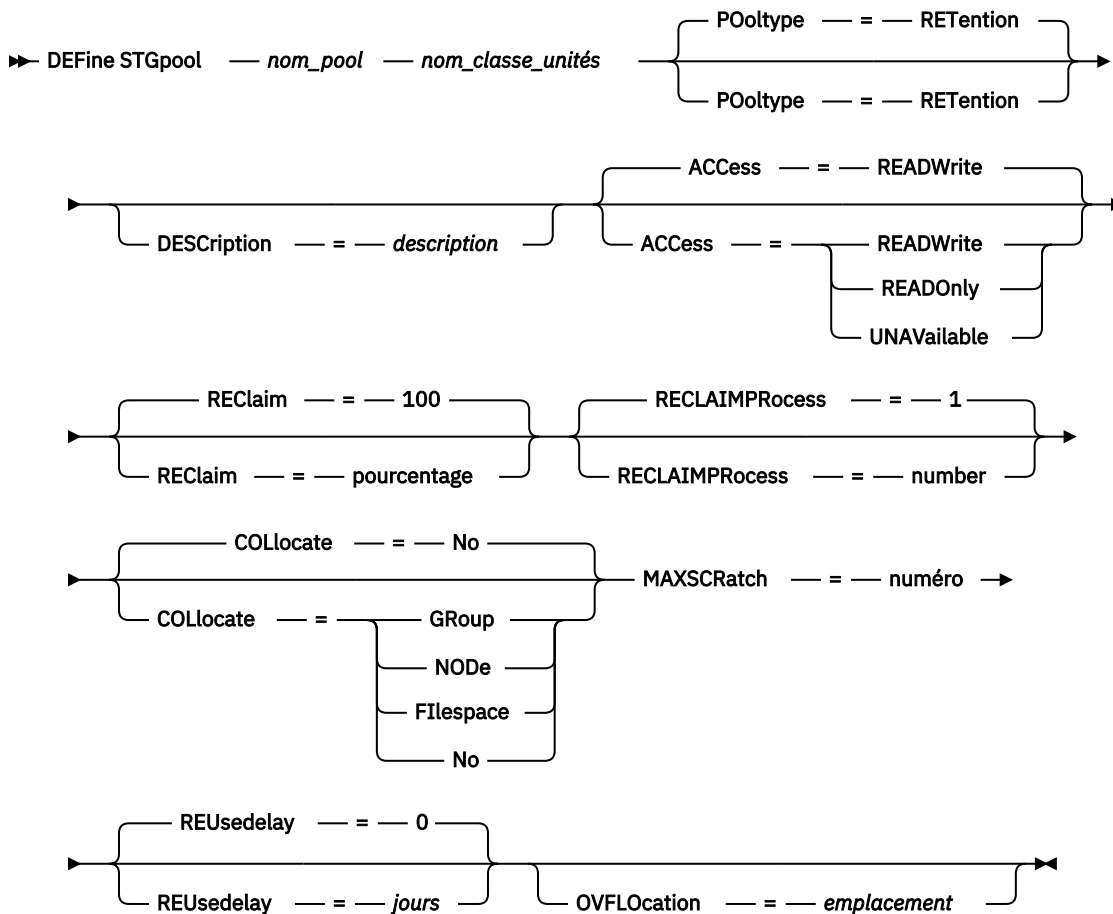 POoltype = RETention
DEFine STGpool nom_pool nom_classe_unités
POoltype = RETention
ACCess = READWrite
DESCription = description
ACCess = READWrite
READOnly
UNAVailable
REClaim = 100
RECLAIMPRocess = 1
REClaim = pourcentage
RECLAIMPRocess = number
COLlocate = No
MAXSCRatch = numéro
COLlocate = GRoup
NODe
FIlespace
No
REUsedelay = 0
REUsedelay = jours
OVFLOcation = emplacement